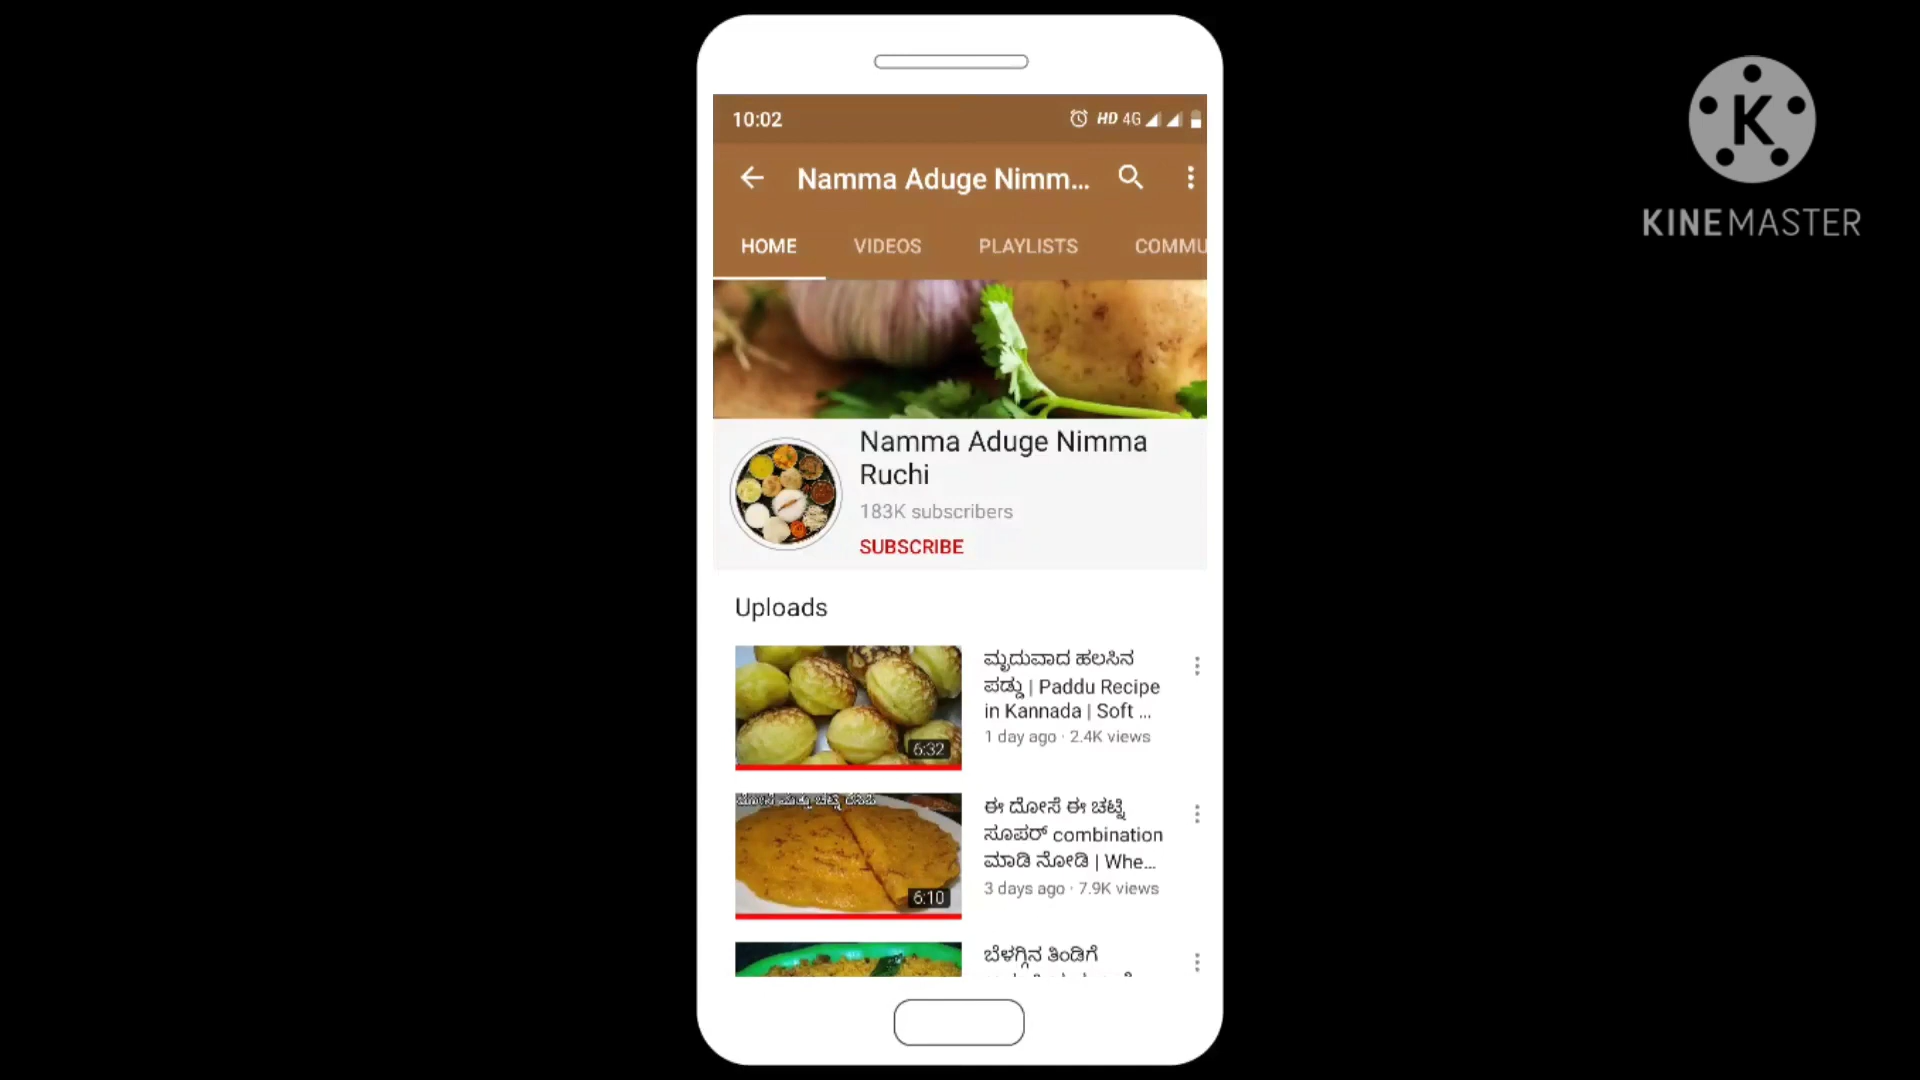 10:02
HD 4G
Namma Aduge Nimm...
HOME VIDEOS PLAYLISTS COMMU
Namma Aduge Nimma
Ruchi
183K subscribers
SUBSCRIBE
Uploads
6:32
ಮೃದುವಾದ ಹಲಸಿನ
ಪಡ್ಡು | Paddu Recipe
in Kannada | Soft ...
1 day ago · 2.4K views
6:10
ಈ ದೋಸೆ ಈ ಚಟ್ನಿ
ಸೂಪರ್ combination
ಮಾಡಿ ನೋಡಿ | Whe...
3 days ago · 7.9K views
ಬೆಳಗ್ಗಿನ ತಿಂಡಿಗೆ
K
KINEMASTER